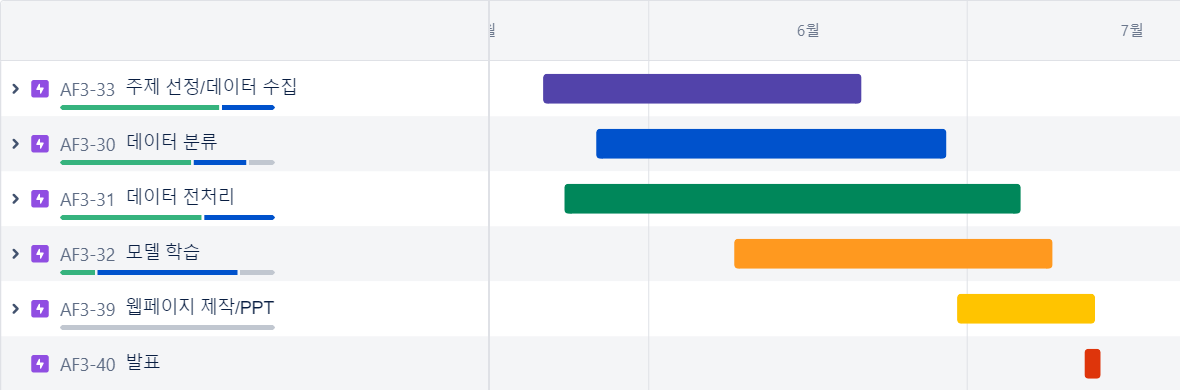 6월
7월
AF3-33 주제 선정/데이터 수집
AF3-30 데이터 분류
AF3-31 데이터 전처리
AF3-32 모델 학습
AF3-39 웹페이지 제작/PPT
AF3-40 발표